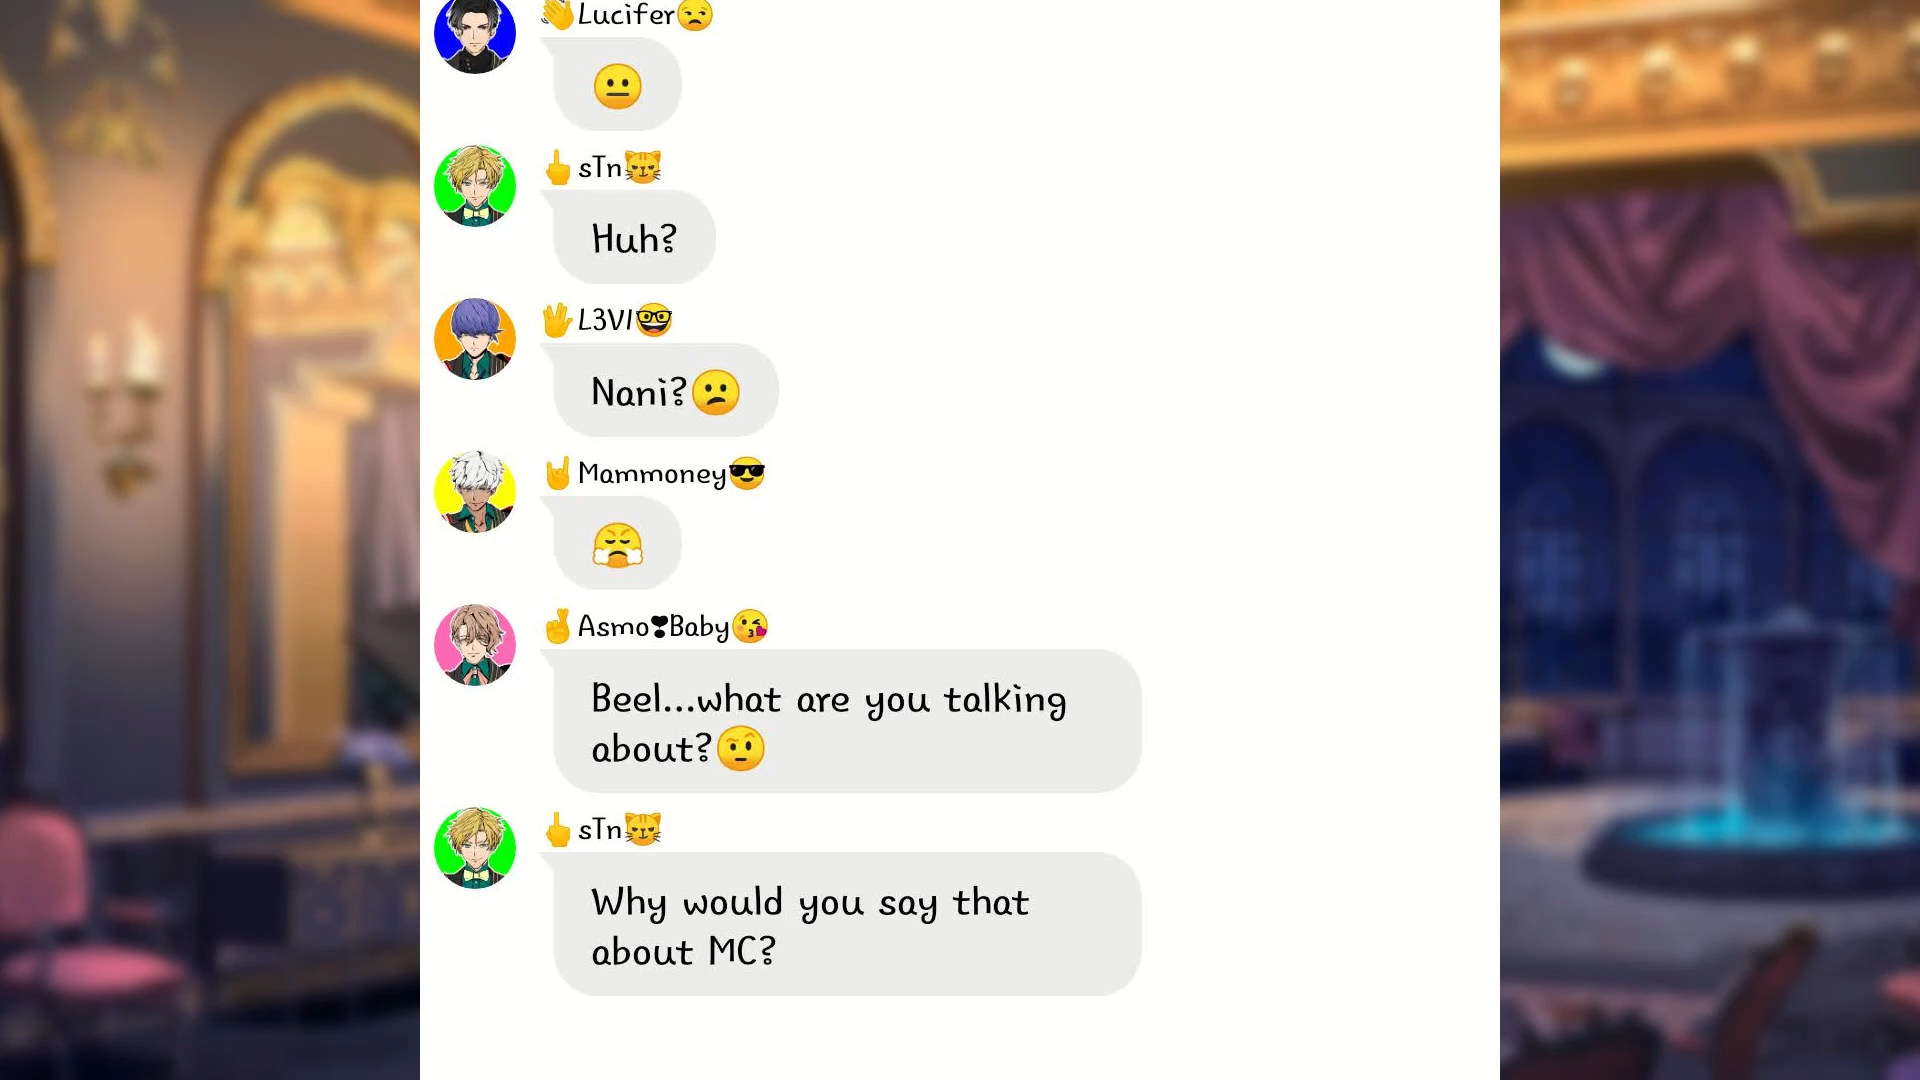 👋Lucifer😒
😐
🖕sTn😼
Huh?
🖖L3VI🤓
Nani?😕
🤘Mammoney😎
😤
🤞Asmo❣Baby😘
Beel...what are you talking
about?🤨
🖕sTn😼
Why would you say that
about MC?